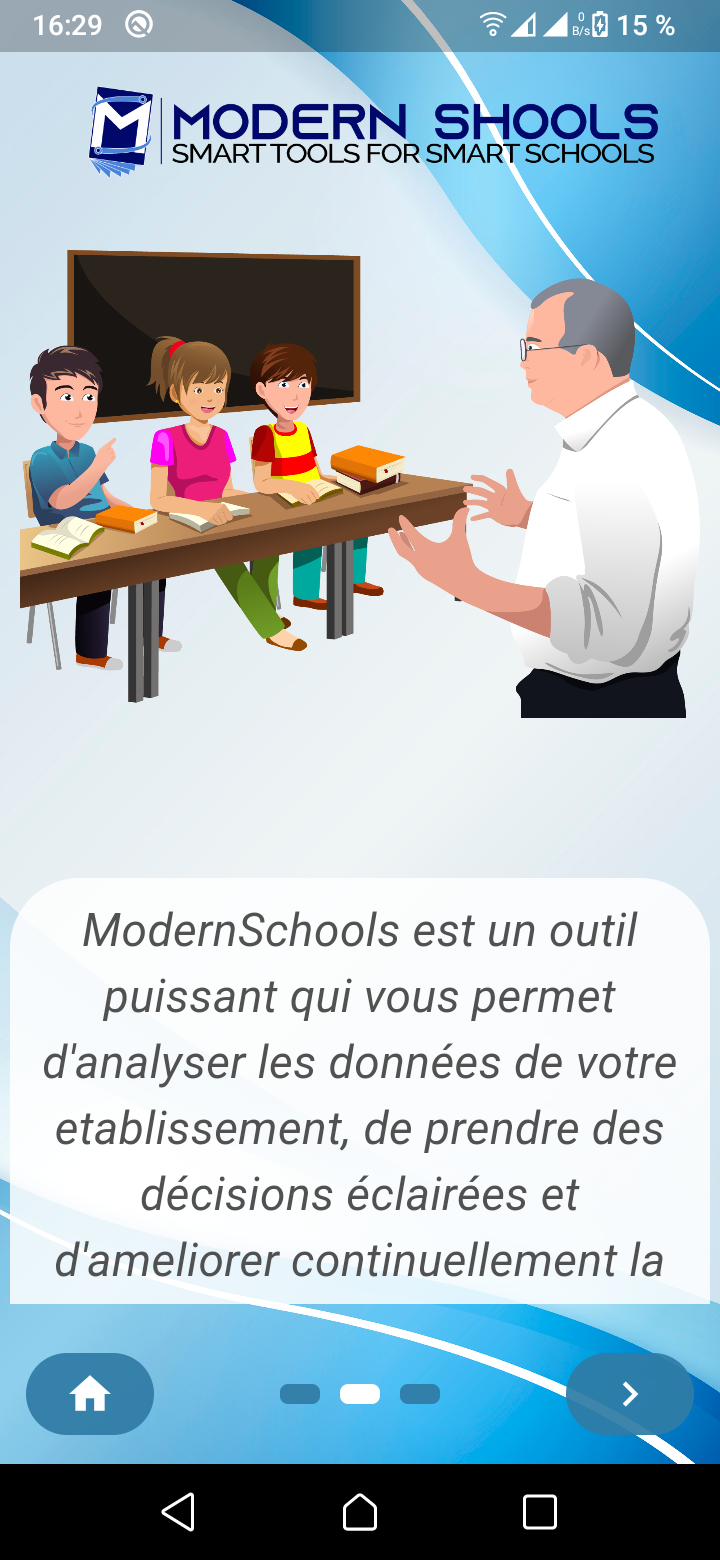 16:29
0
B/s
15 %
MODERN SHOOLS
SMART TOOLS FOR SMART SCHOOLS
ModernSchools est un outil
puissant qui vous permet
d'analyser les données de votre
etablissement, de prendre des
décisions éclairées et
d'ameliorer continuellement la